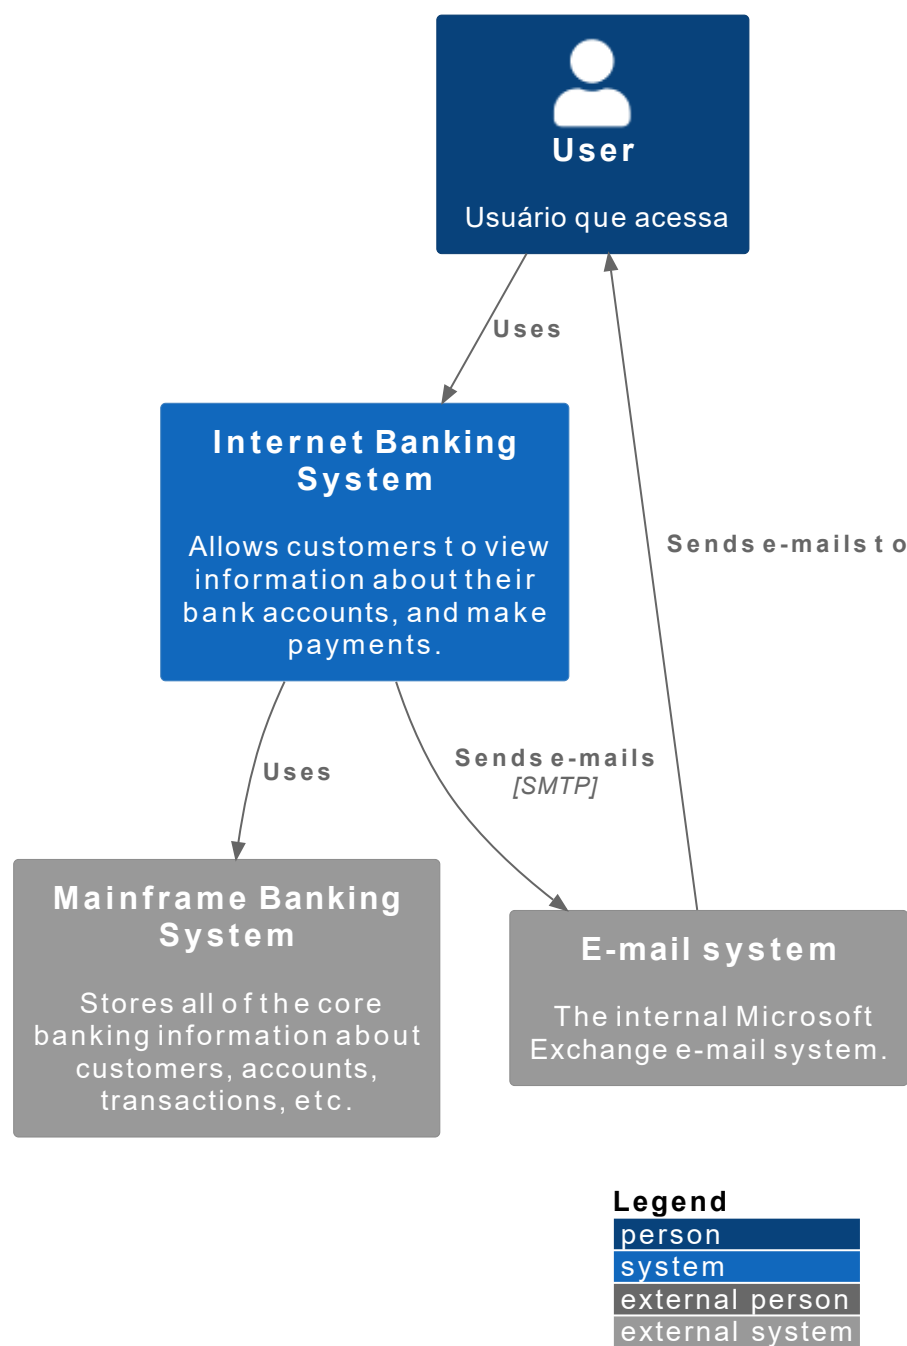 User
Usuário que acessa
Uses
Internet Banking
System
Allows customers to view
information about their
bank accounts, and make
payments.
Sends e-mails to
Uses
Sends e-mails
[SMTP]
Mainframe Banking
System
Stores all of the core
banking information about
customers, accounts,
transactions, etc.
E-mail system
The internal Microsoft
Exchange e-mail system.
Legend
person
system
external person
external system